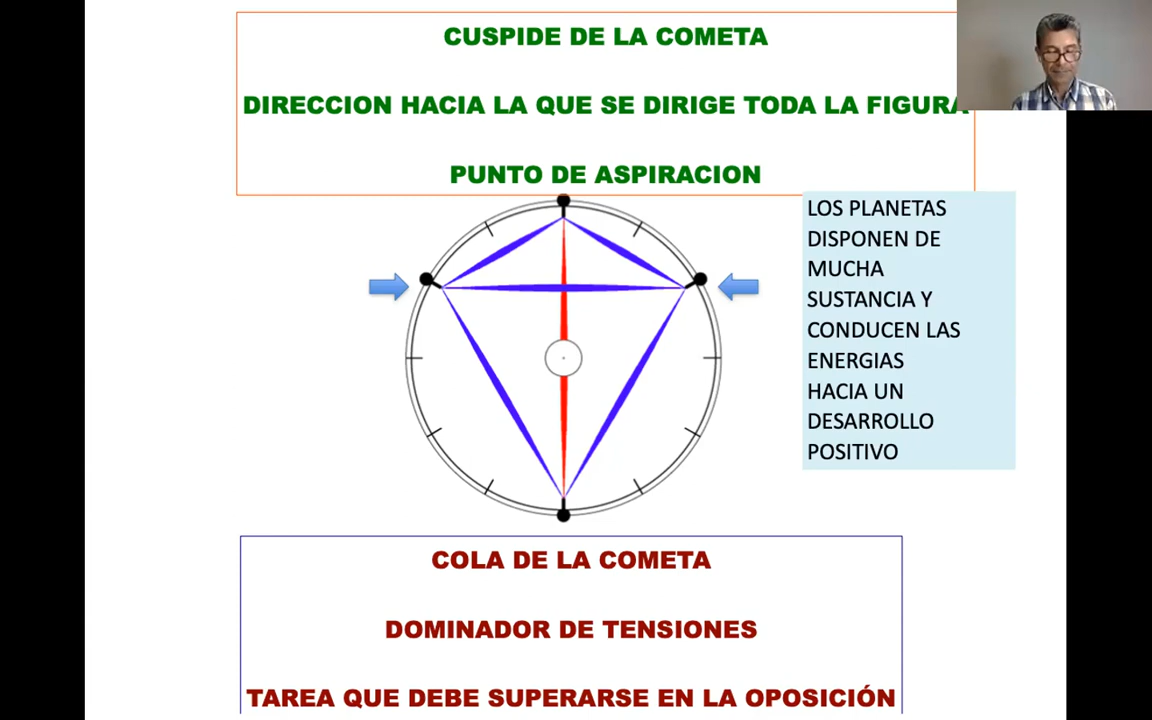 CUSPIDE DE LA COMETA
DIRECCION HACIA LA QUE SE DIRIGE TODA LA FIGURA
PUNTO DE ASPIRACION
LOS PLANETAS
DISPONEN DE
MUCHA
SUSTANCIA Y
CONDUCEN LAS
ENERGIAS
HACIA UN
DESARROLLO
POSITIVO
COLA DE LA COMETA
DOMINADOR DE TENSIONES
TAREA QUE DEBE SUPERARSE EN LA OPOSICIÓN